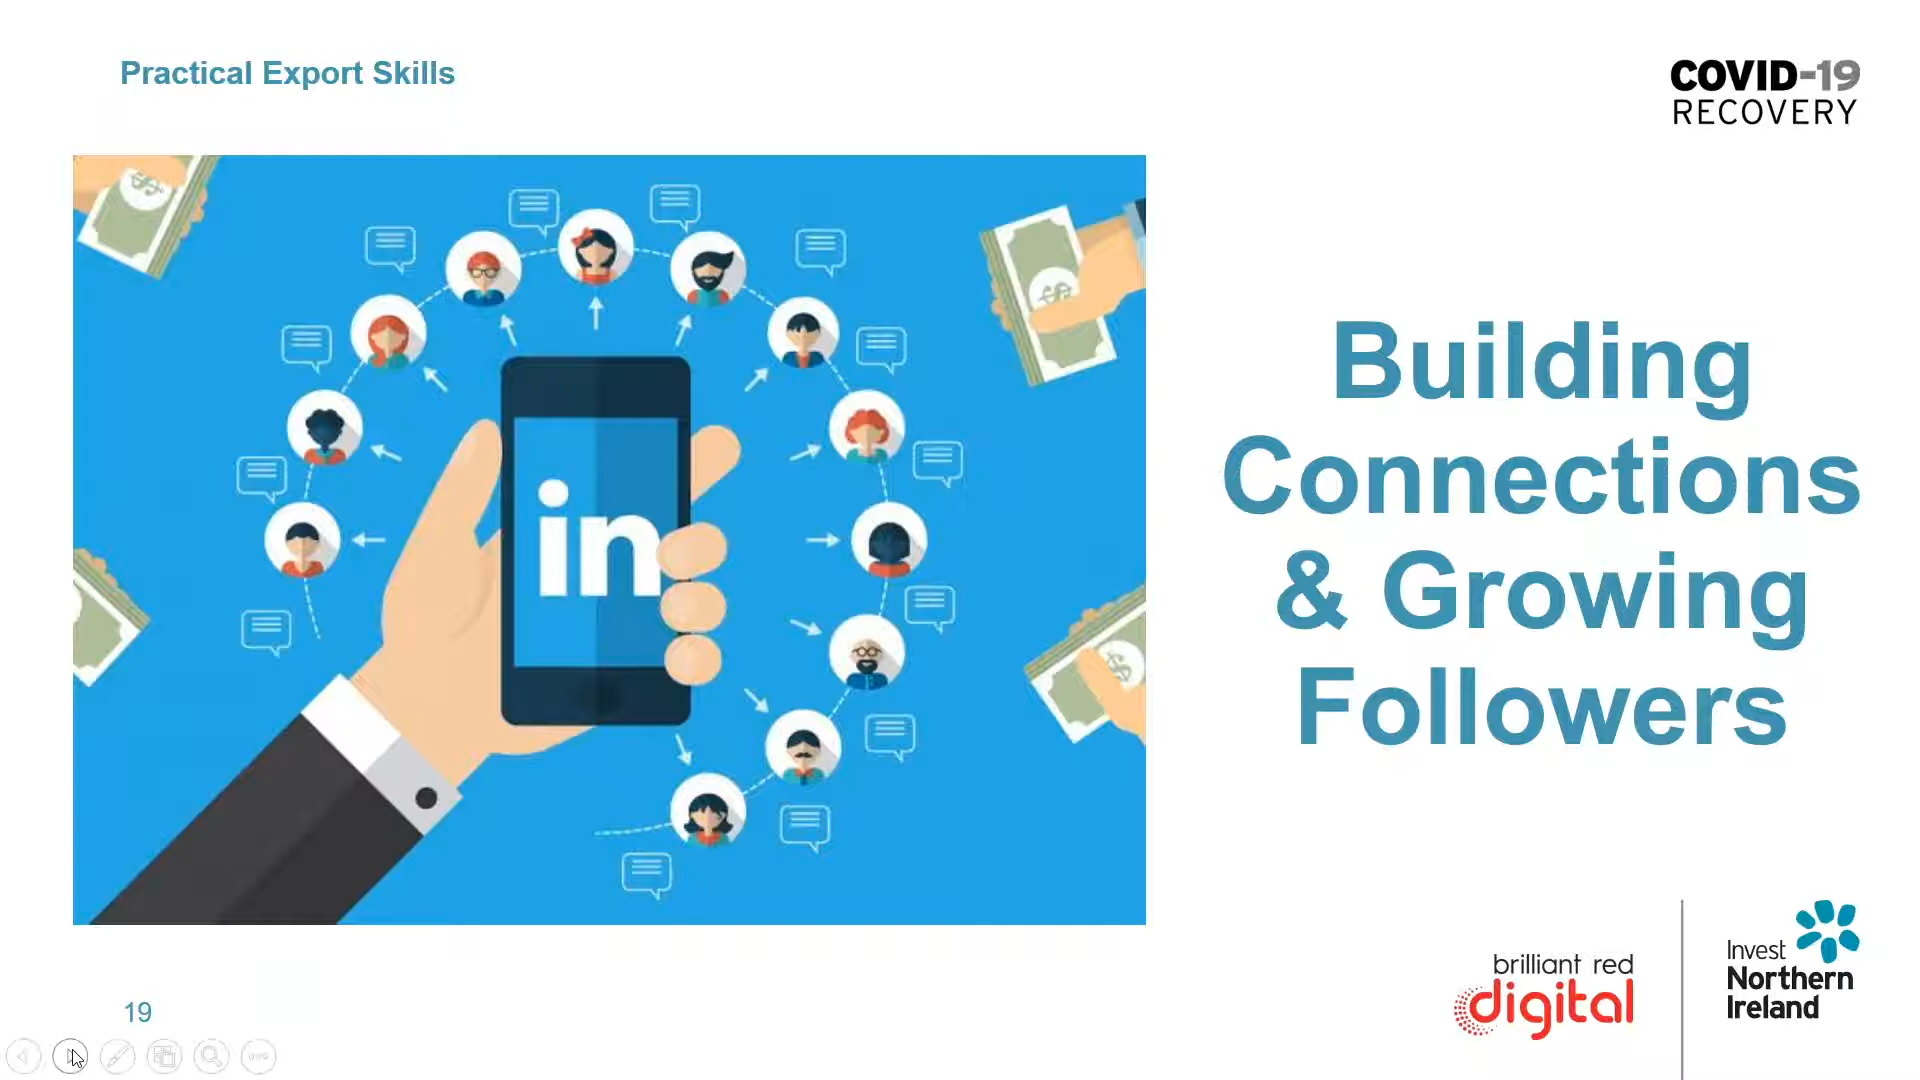 Practical Export Skills
COVID-19
RECOVERY
in
Building
Connections
& Growing
Followers
brilliant red
digital
Invest
Northern
Ireland
19